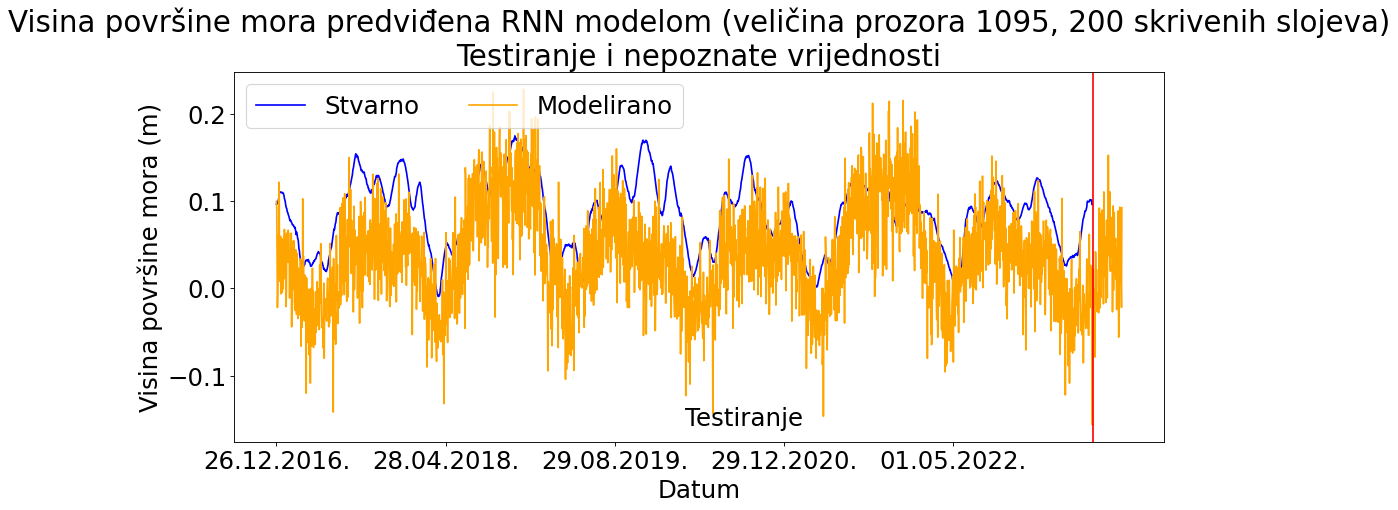 Visina površine mora predviđena RNN modelom (veličina prozora 1095, 200 skrivenih slojeva)
Testiranje i nepoznate vrijednosti
Stvarno Modelirano
Visina površine mora (m)
0.2
0.1
0.0
−0.1
Testiranje
26.12.2016. 28.04.2018. 29.08.2019. 29.12.2020. 01.05.2022.
Datum